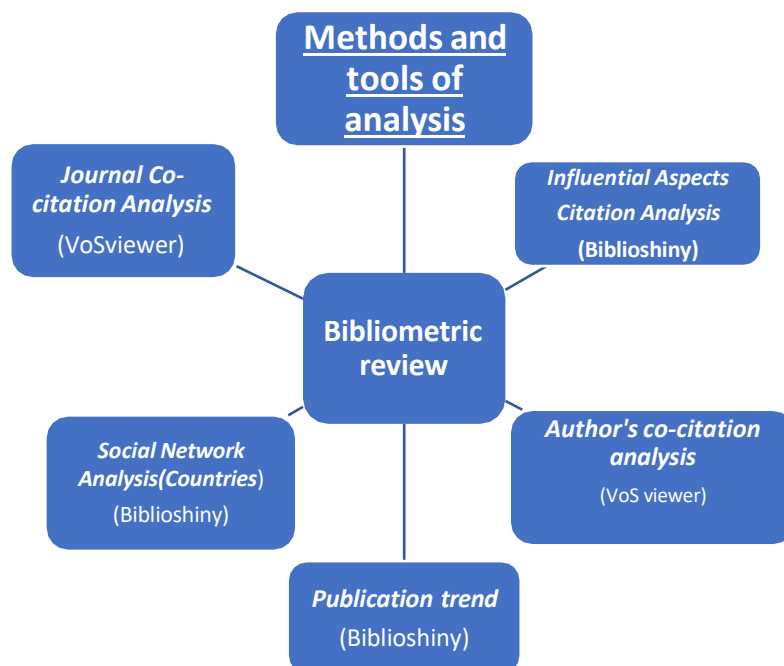 Methods and
tools of
analysis
Journal Co-
citation Analysis
(VoSviewer)
Influential Aspects
Citation Analysis
(Biblioshiny)
Bibliometric
review
Social Network
Analysis(Countries)
(Biblioshiny)
Author's co-citation
analysis
(VoS viewer)
Publication trend
(Biblioshiny)